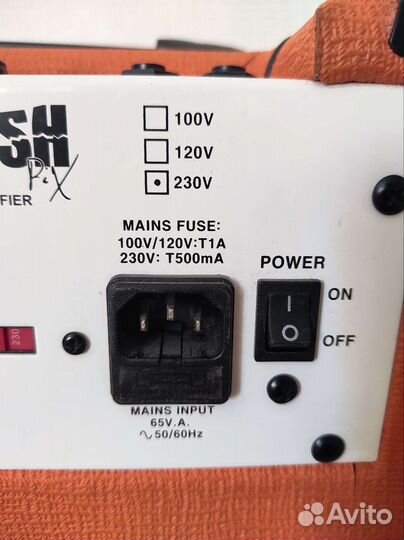 SH
PiX
FIER
100V
120V
230V
MAINS FUSE:
100V/120V:T1A
230V: T500mA
POWER
I
ON
O
OFF
230
MAINS INPUT
65V.A.
∿50/60Hz
Avito